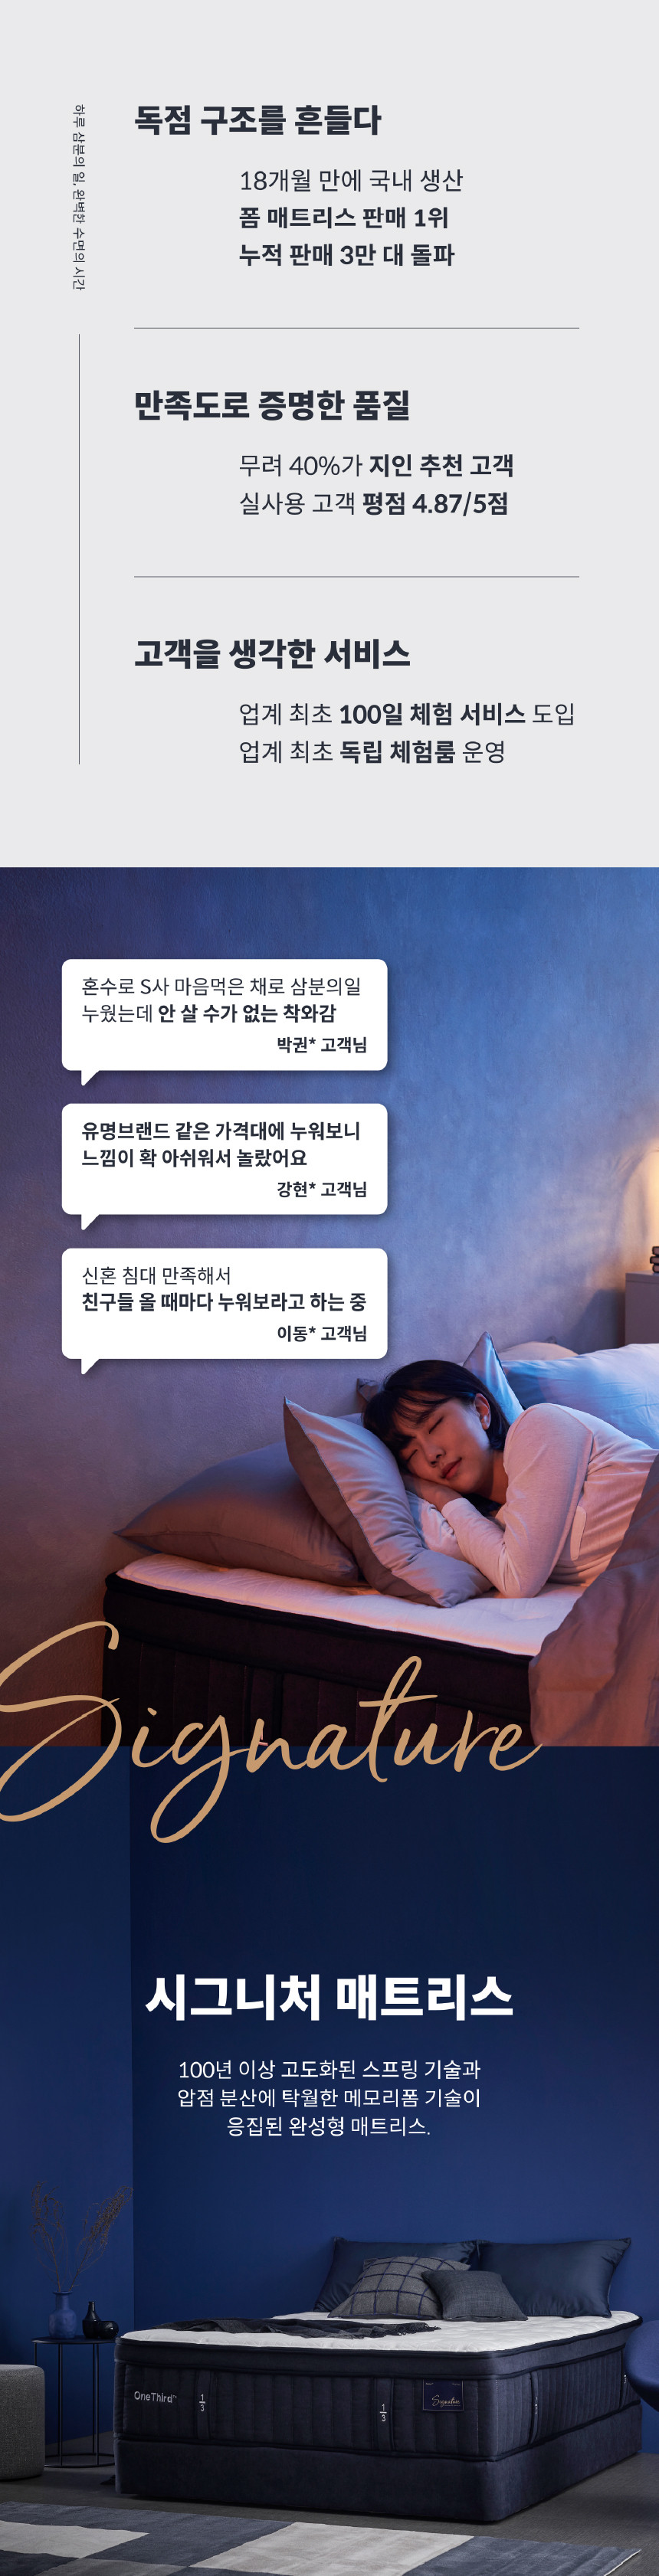 하루 삼분의 일, 완벽한 수면의 시간
독점 구조를 흔들다
18개월 만에 국내 생산
폼 매트리스 판매 1위
누적 판매 3만 대 돌파
만족도로 증명한 품질
무려 40%가 지인 추천 고객
실사용 고객 평점 4.87/5점
고객을 생각한 서비스
업계 최초 100일 체험 서비스 도입
업계 최초 독립 체험룸 운영
혼수로 S사 마음먹은 채로 삼분의일
누웠는데 안 살 수가 없는 착와감
박권* 고객님
유명브랜드 같은 가격대에 누워보니
느낌이 확 아쉬워서 놀랐어요
강현* 고객님
신혼 침대 만족해서
친구들 올 때마다 누워보라고 하는 중
이동* 고객님
Signature
시그니처 매트리스
100년 이상 고도화된 스프링 기술과
압점 분산에 탁월한 메모리폼 기술이
응집된 완성형 매트리스.
OneThird™
1/3
1/3
Signature